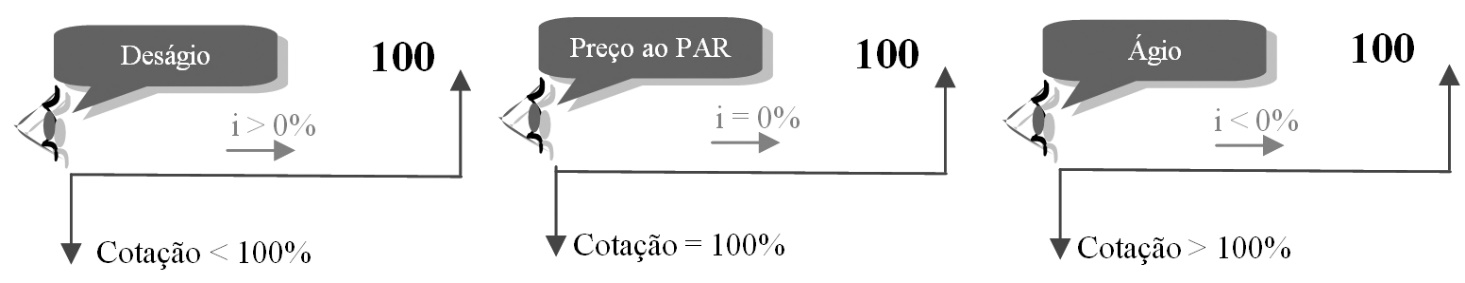 Deságio
100
i > 0%
Cotação < 100%
Preço ao PAR
100
i = 0%
Cotação = 100%
Ágio
100
i < 0%
Cotação > 100%